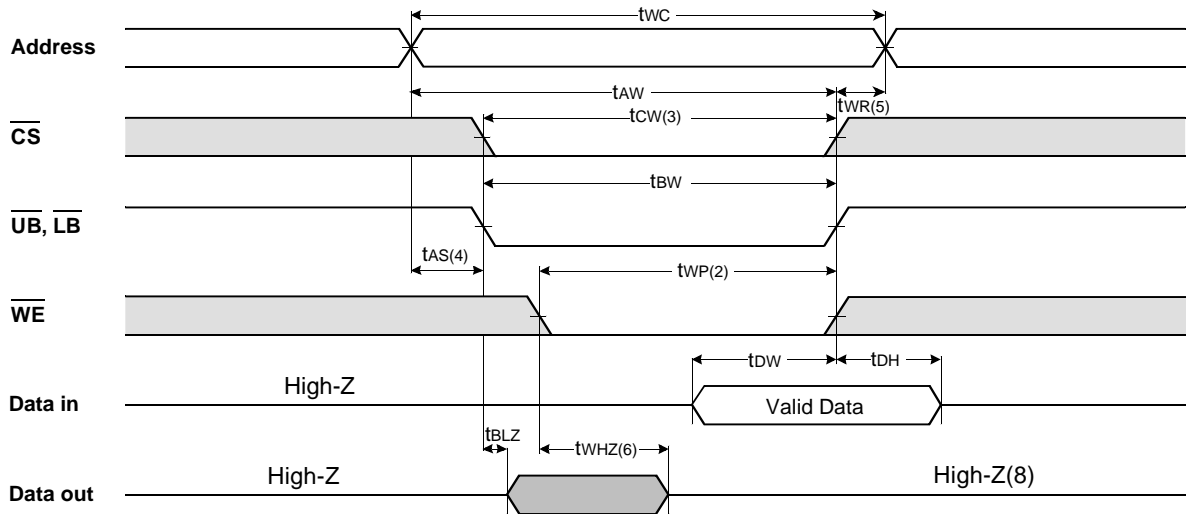 tWC
Address
tAW
tWR(5)
tCW(3)
CS
tBW
UB, LB
tAS(4)
tWP(2)
WE
tDW
tDH
High-Z
Data in
Valid Data
tBLZ
tWHZ(6)
High-Z
High-Z(8)
Data out